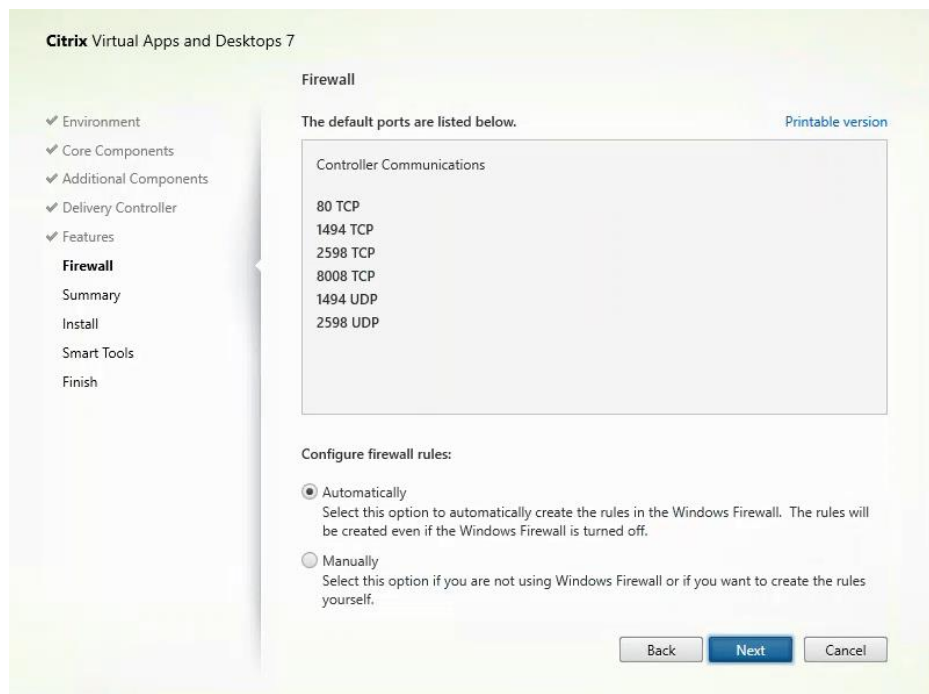 Citrix Virtual Apps and Desktops 7
Firewall
Environment
Core Components
Additional Components
Delivery Controller
Features
Firewall
Summary
Install
Smart Tools
Finish
The default ports are listed below.
Printable version
Controller Communications
80 TCP
1494 TCP
2598 TCP
8008 TCP
1494 UDP
2598 UDP
Configure firewall rules:
Automatically
Select this option to automatically create the rules in the Windows Firewall. The rules will
be created even if the Windows Firewall is turned off.
Manually
Select this option if you are not using Windows Firewall or if you want to create the rules
yourself.
Back
Next
Cancel